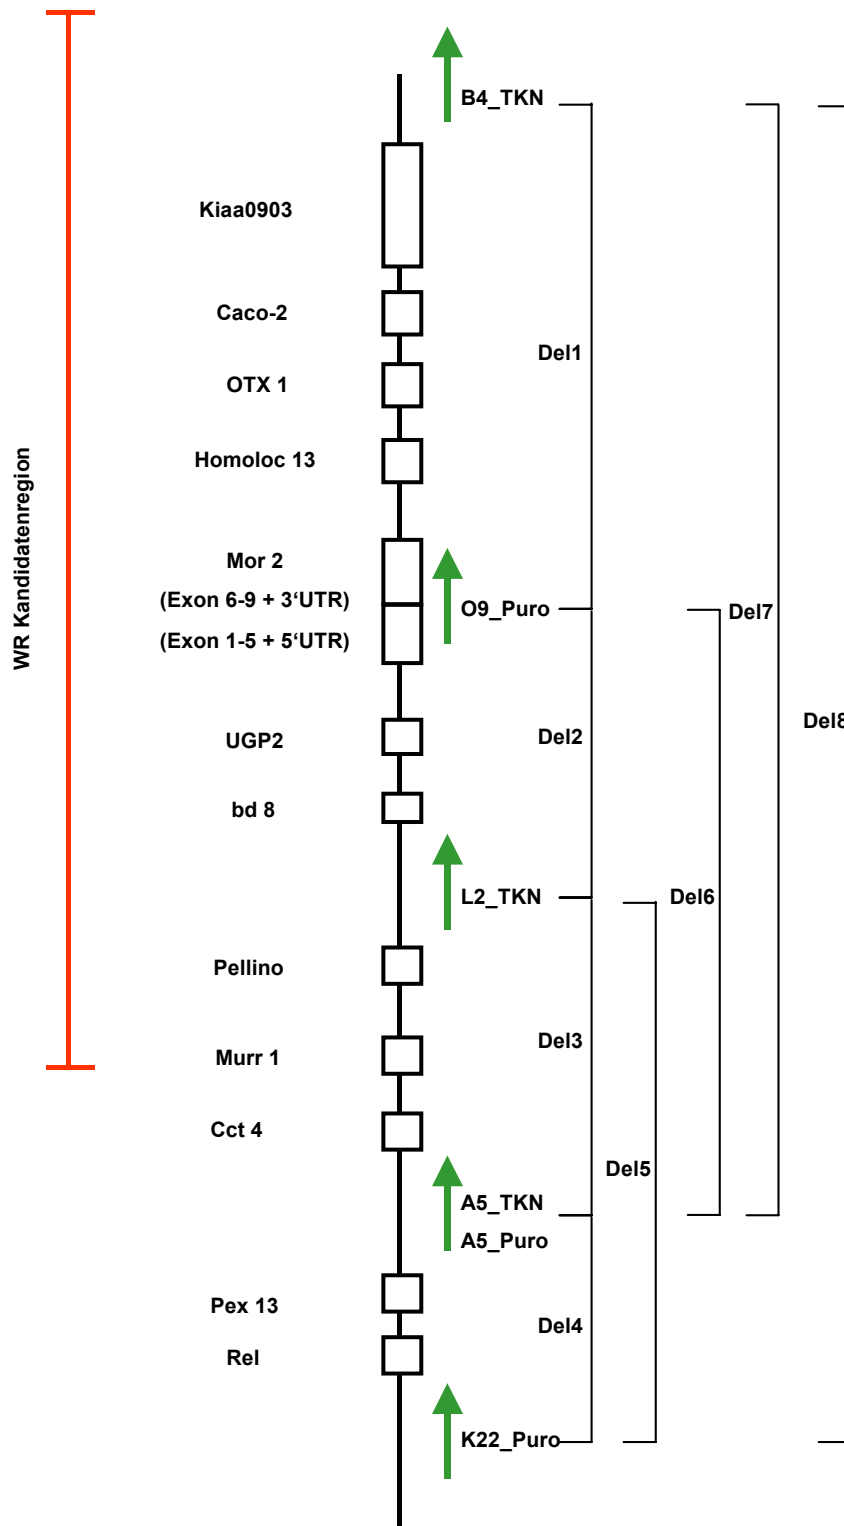 B4_TKN
Kiaa0903
Caco-2
Del1
OTX 1
Homoloc 13
WR Kandidatenregion
Mor 2
(Exon 6-9 + 3‘UTR)
O9_Puro
Del7
(Exon 1-5 + 5‘UTR)
Del8
UGP2
Del2
bd 8
L2_TKN
Del6
Pellino
Del3
Murr 1
Cct 4
Del5
A5_TKN
A5_Puro
Pex 13
Del4
Rel
K22_Puro